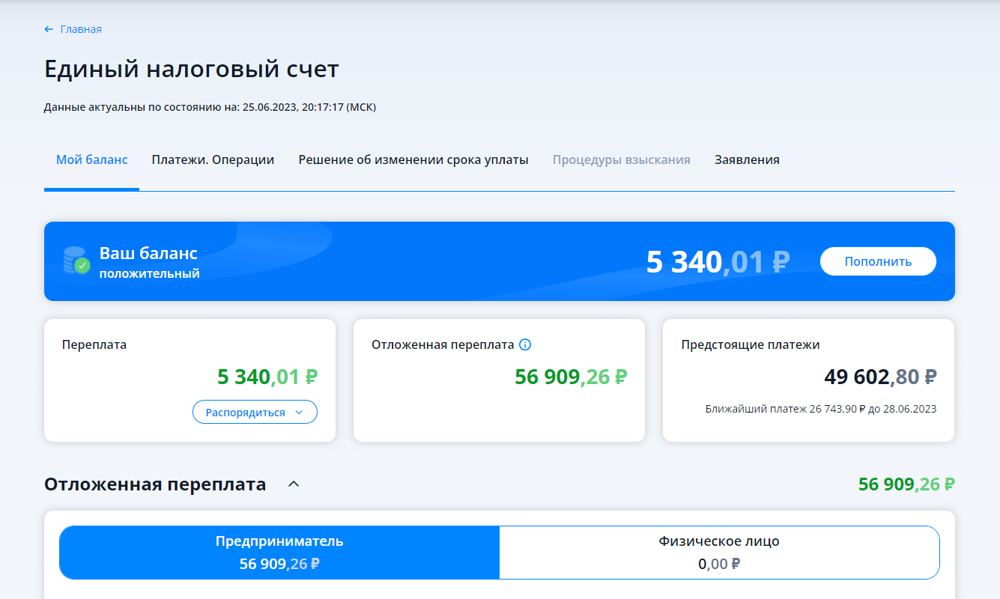 ← Главная
Единый налоговый счет
Данные актуальны по состоянию на: 25.06.2023, 20:17:17 (МСК)
Мой баланс Платежи. Операции Решение об изменении срока уплаты Процедуры взыскания Заявления
Ваш баланс
положительный
5 340,01 ₽
Пополнить
Переплата
5 340,01 ₽
Распорядиться
Отложенная переплата
56 909,26 ₽
Предстоящие платежи
49 602,80 ₽
Ближайший платеж 26 743,90 ₽ до 28.06.2023
Отложенная переплата
56 909,26 ₽
Предприниматель
56 909,26 ₽
Физическое лицо
0,00 ₽